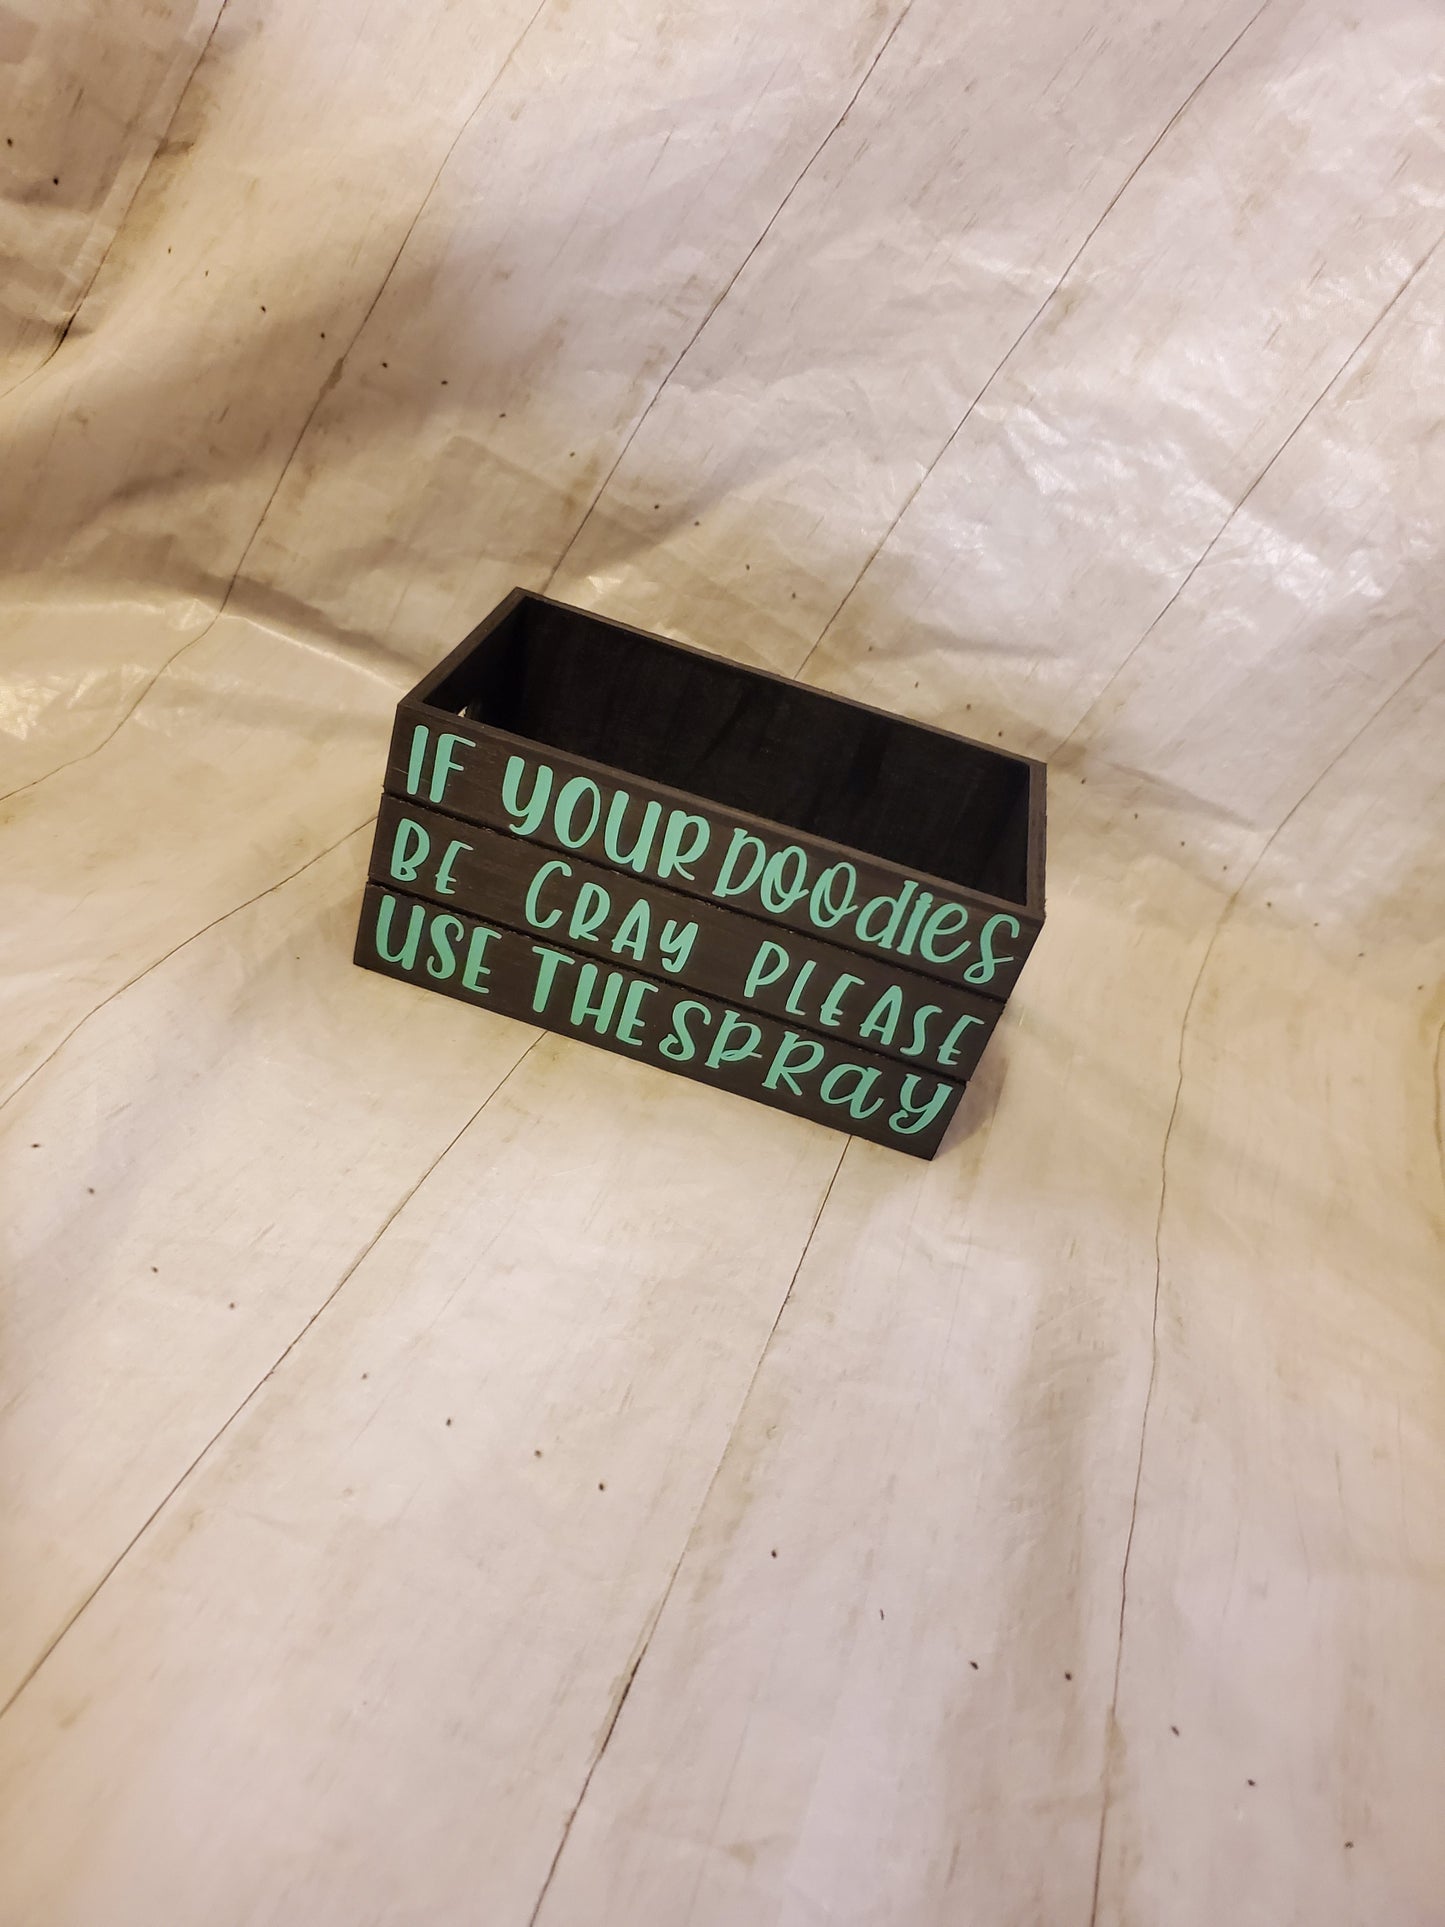 IF YOUR DOODiES
BE CRAY PLEASE
USE THE SPRay